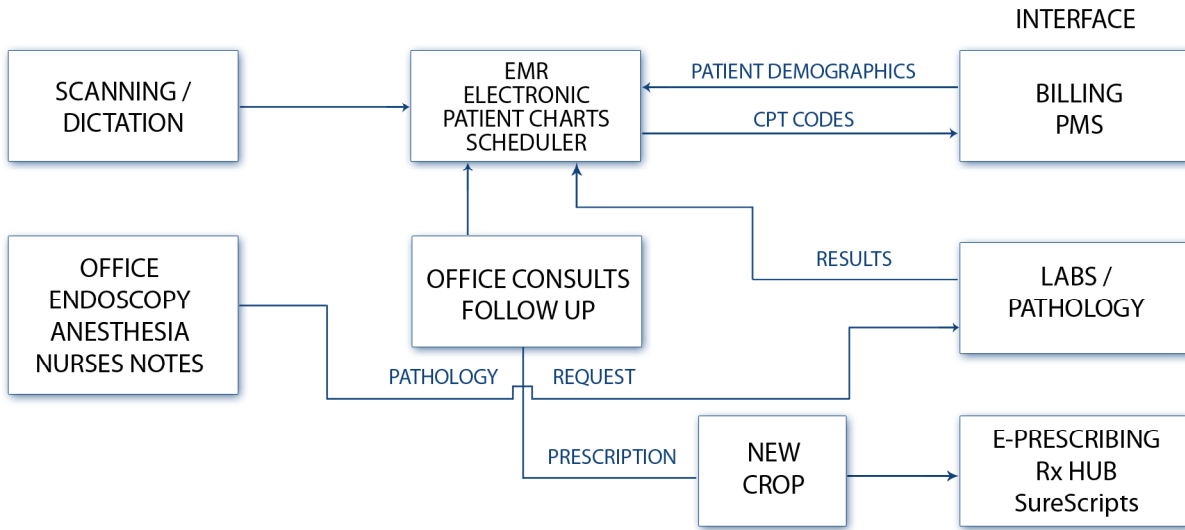 INTERFACE
SCANNING /
DICTATION
EMR
ELECTRONIC
PATIENT CHARTS
SCHEDULER
PATIENT DEMOGRAPHICS
CPT CODES
BILLING
PMS
OFFICE
ENDOSCOPY
ANESTHESIA
NURSES NOTES
OFFICE CONSULTS
FOLLOW UP
RESULTS
LABS /
PATHOLOGY
PATHOLOGY REQUEST
PRESCRIPTION
NEW
CROP
E-PRESCRIBING
Rx HUB
SureScripts